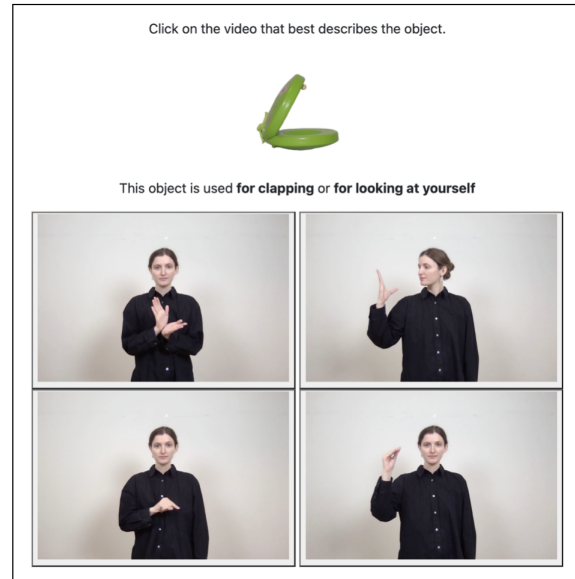 Click on the video that best describes the object.
This object is used for clapping or for looking at yourself